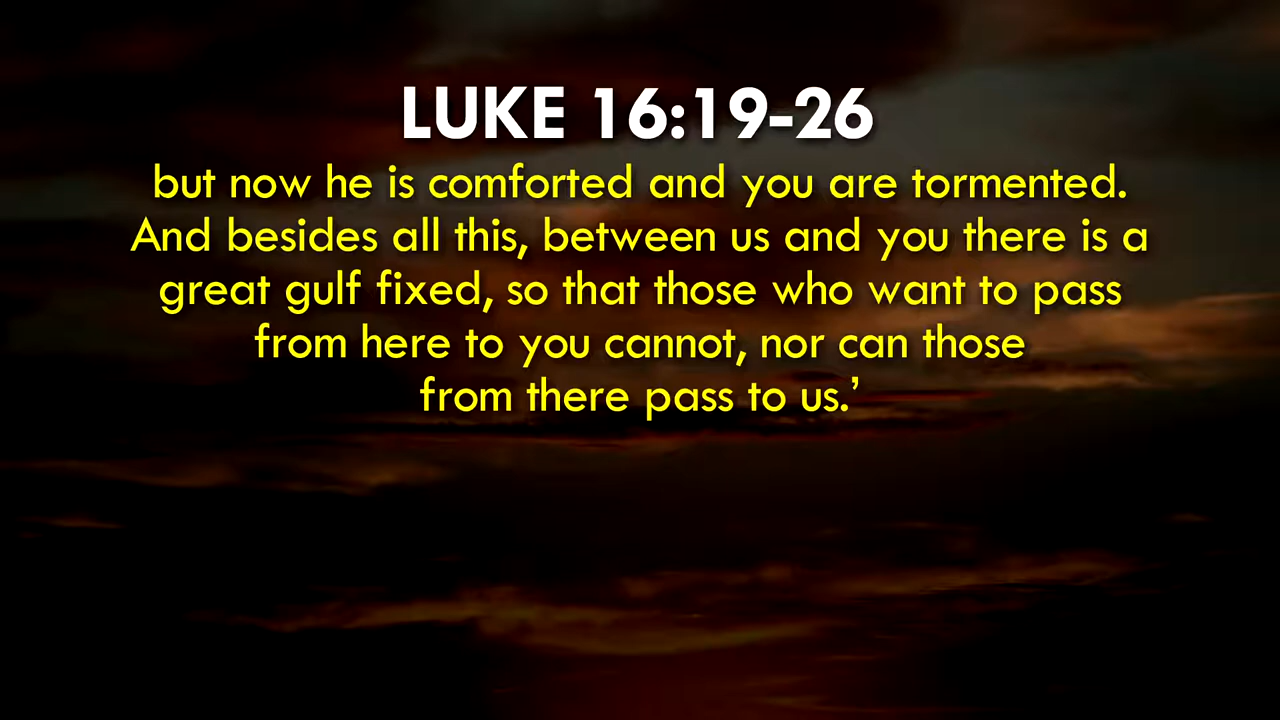 LUKE 16:19-26
but now he is comforted and you are tormented.
And besides all this, between us and you there is a
great gulf fixed, so that those who want to pass
from here to you cannot, nor can those
from there pass to us.’